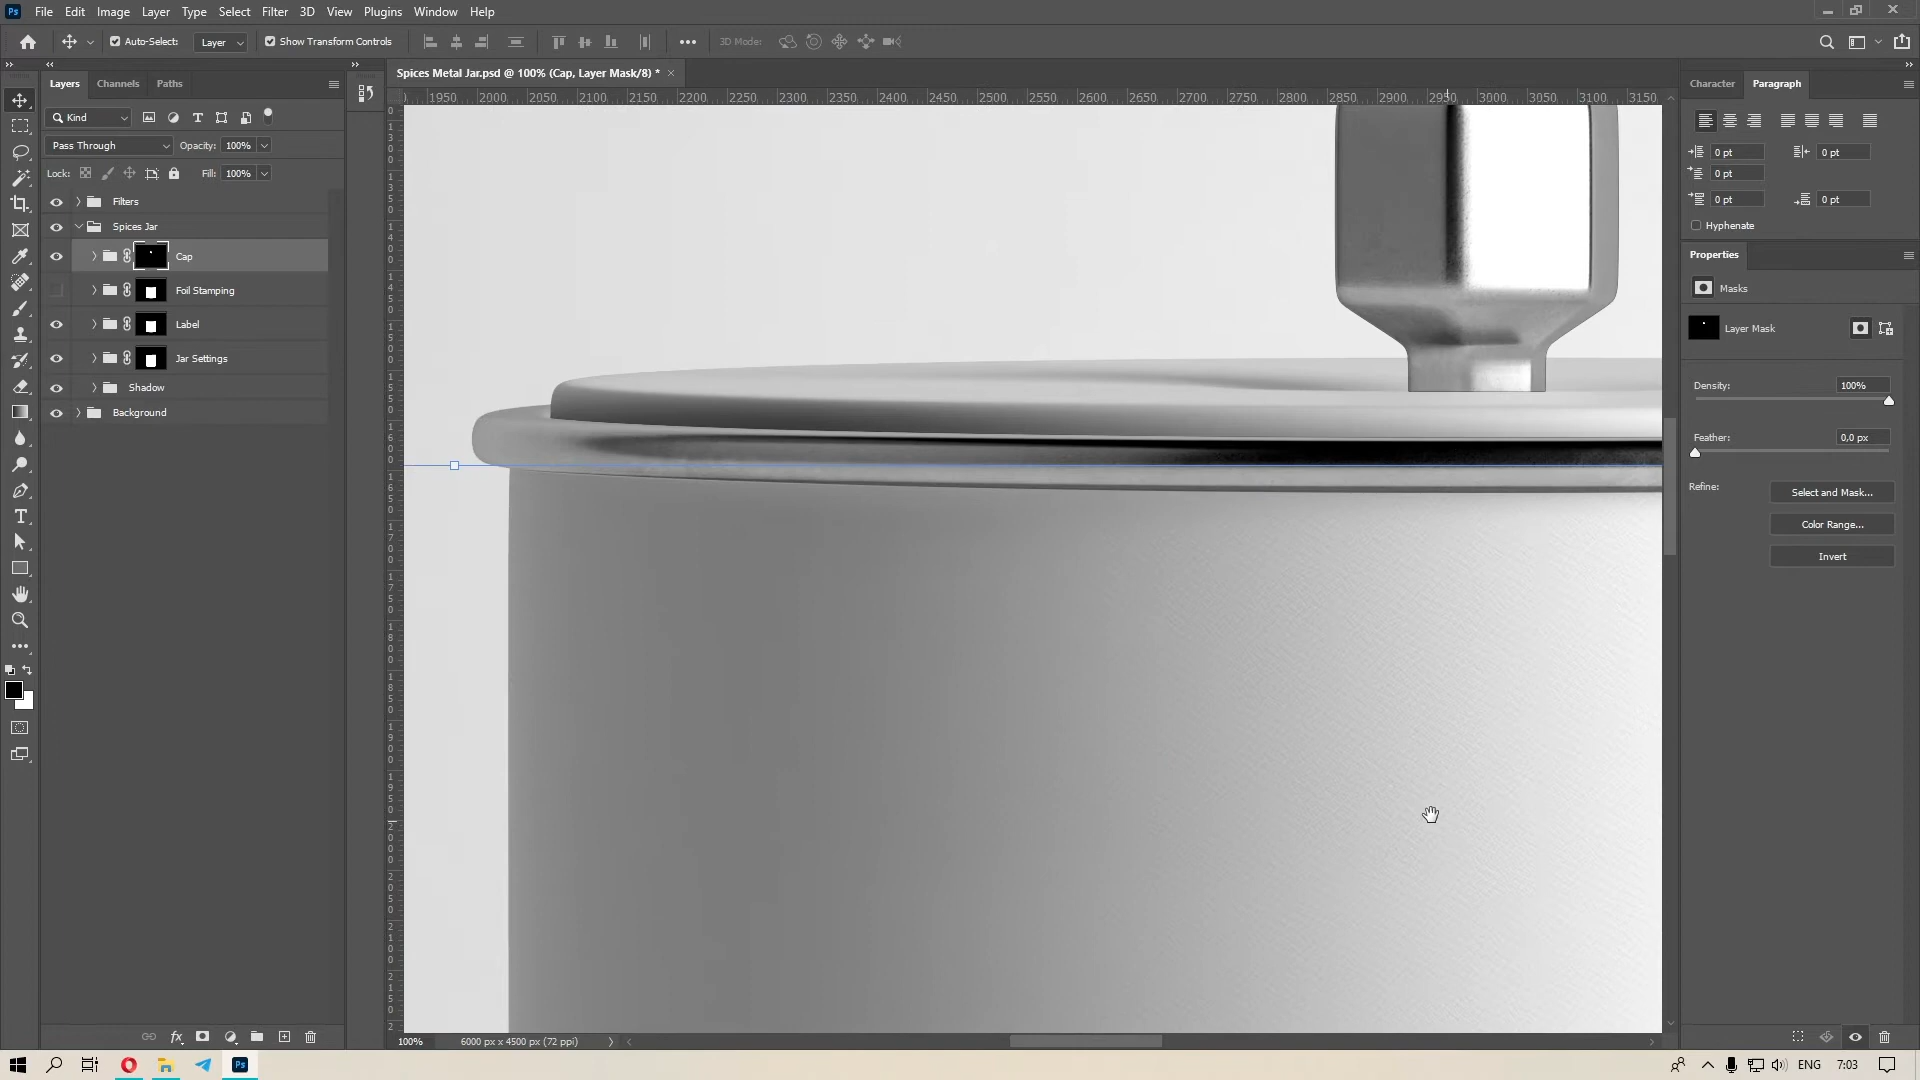 Ps File Edit Image Layer Type Select Filter 3D View Plugins Window Help
Auto-Select: Layer Show Transform Controls 3D Mode:
Layers Channels Paths
Spices Metal Jar.psd @ 100% (Cap, Layer Mask/8) *
Character Paragraph
1950 2000 2050 2100 2150 2200 2250 2300 2350 2400 2450 2500 2550 2600 2650 2700 2750 2800 2850 2900 2950 3000 3050 3100 3150
Kind
Pass Through Opacity: 100%
Lock: Fill: 100%
Filters
Spices Jar
Cap
Foil Stamping
Label
Jar Settings
Shadow
Background
0 pt 0 pt
0 pt
0 pt 0 pt
Hyphenate
Properties
Masks
Layer Mask
Density: 100%
Feather: 0,0 px
Refine: Select and Mask...
Color Range...
Invert
100% 6000 px x 4500 px (72 ppi)
fx
Ps ENG 7:03